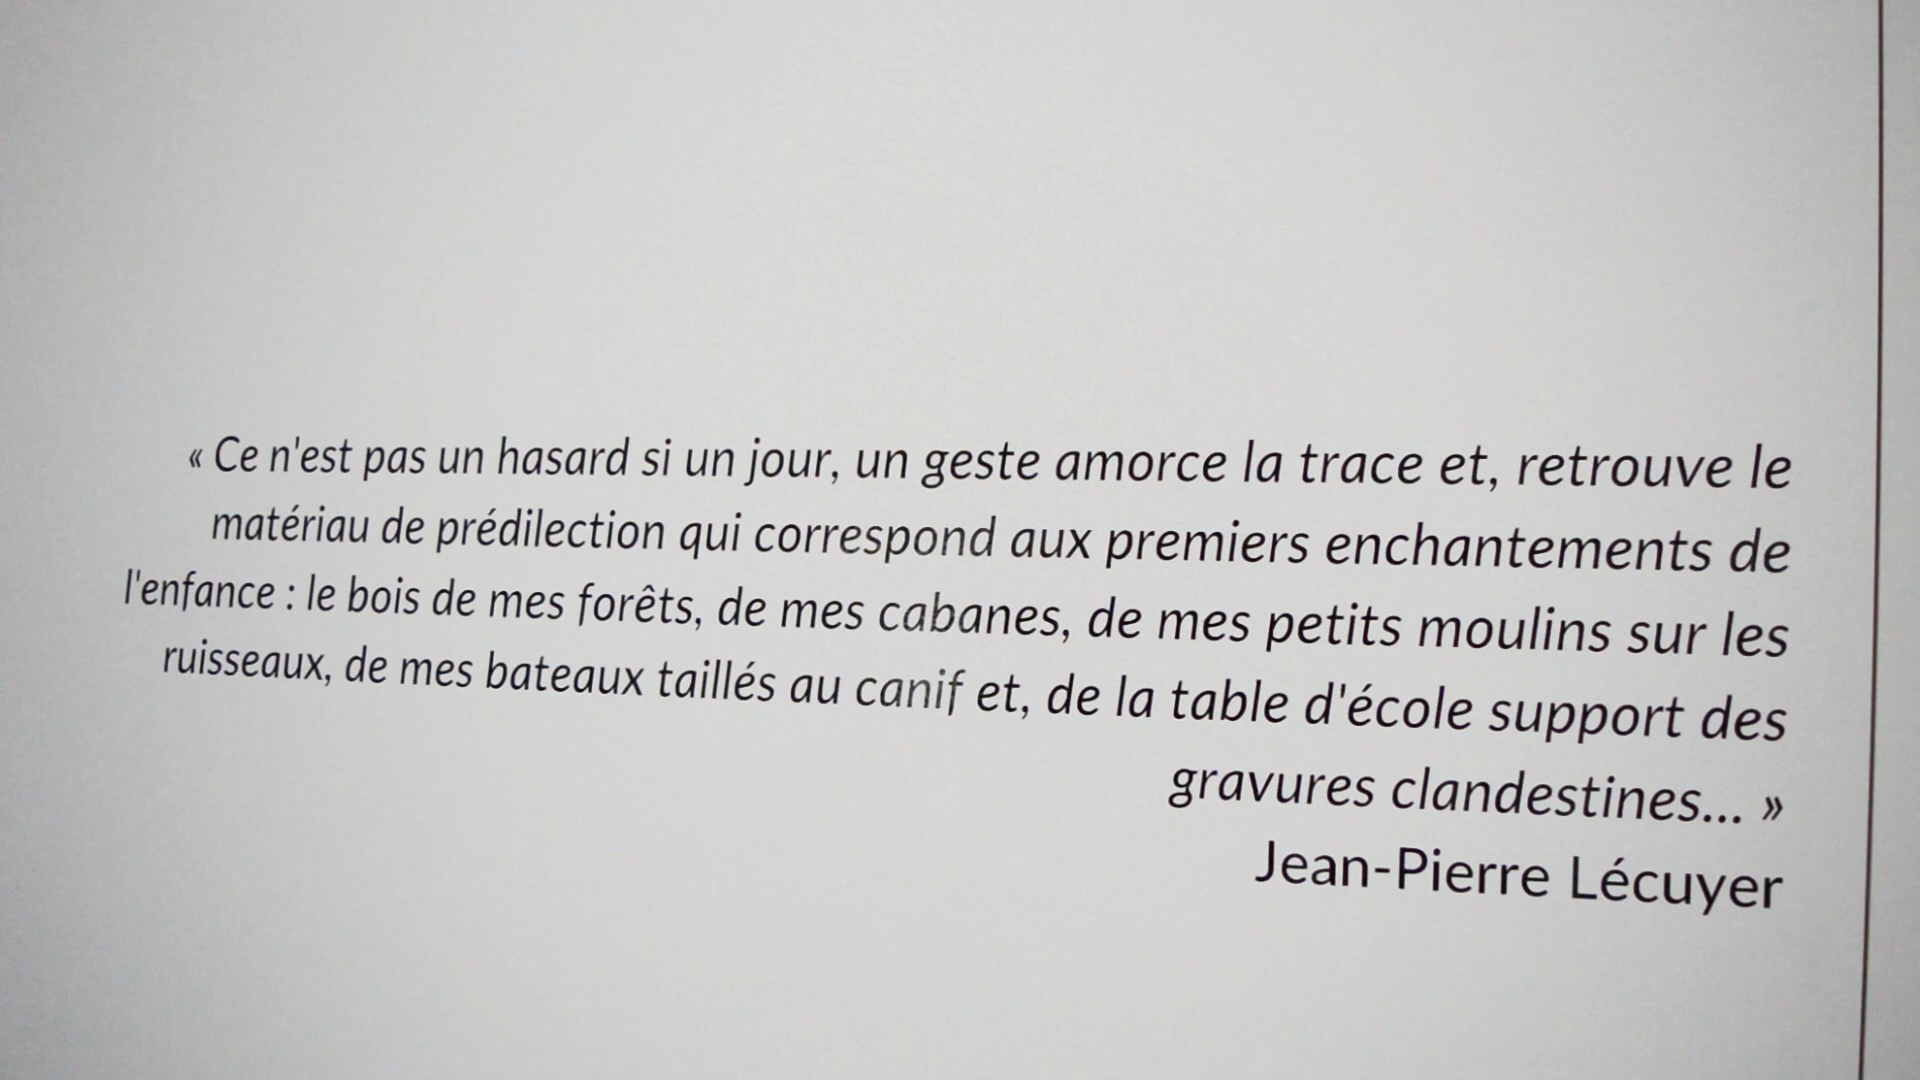 « Ce n'est pas un hasard si un jour, un geste amorce la trace et, retrouve le
matériau de prédilection qui correspond aux premiers enchantements de
l'enfance : le bois de mes forêts, de mes cabanes, de mes petits moulins sur les
ruisseaux, de mes bateaux taillés au canif et, de la table d'école support des
gravures clandestines... »
Jean-Pierre Lécuyer